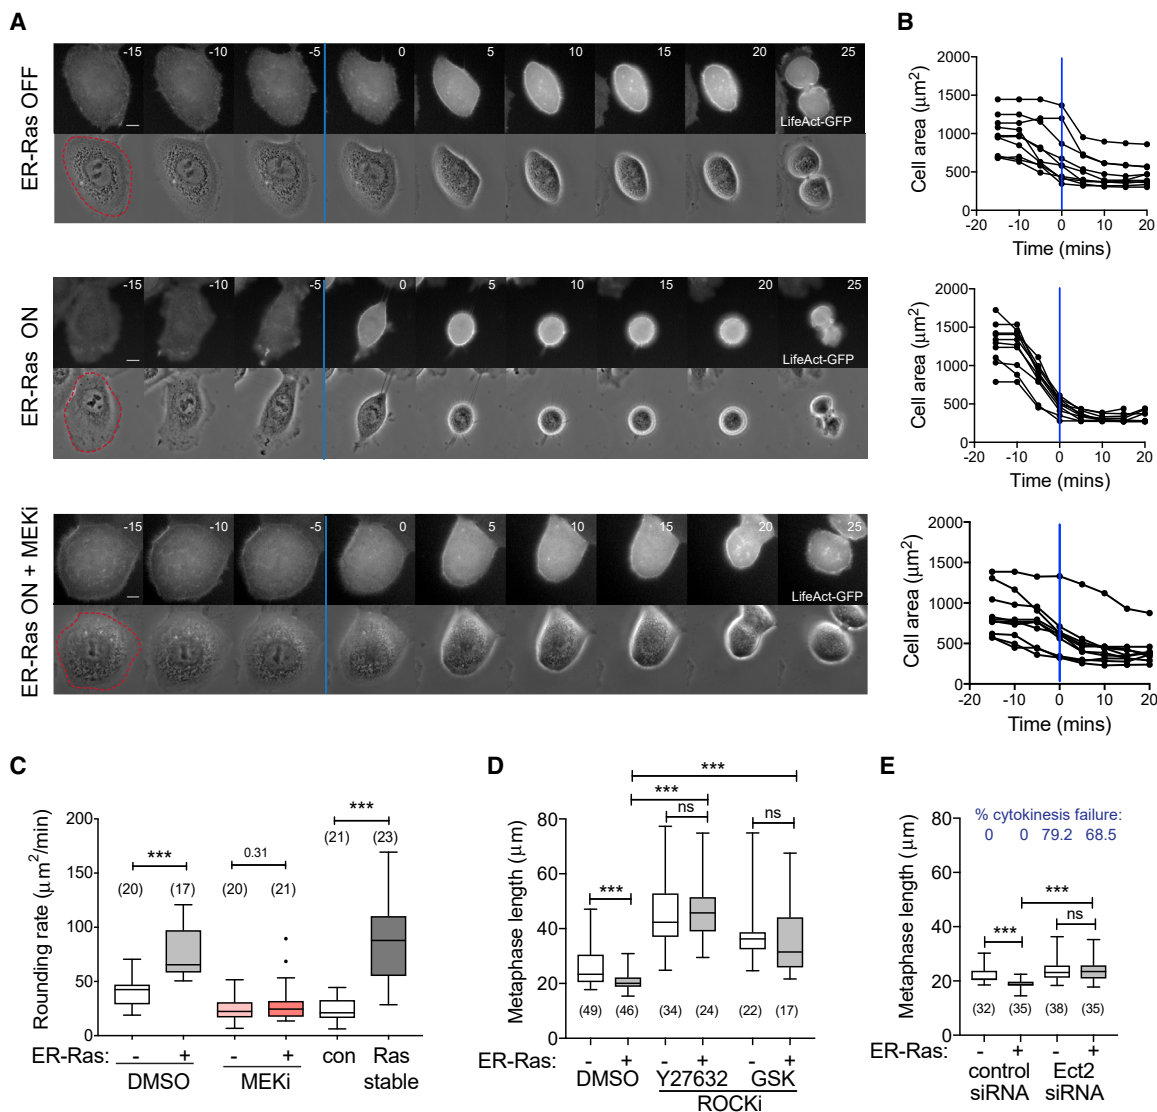 A
ER-Ras OFF
-15 -10 -5 0 5 10 15 20 25
LifeAct-GFP
ER-Ras ON
-15 -10 -5 0 5 10 15 20 25
LifeAct-GFP
ER-Ras ON + MEKi
-15 -10 -5 0 5 10 15 20 25
LifeAct-GFP
B
Cell area (μm²)
2000
1500
1000
500
0
-20 -10 0 10 20
Time (mins)
Cell area (μm²)
2000
1500
1000
500
0
-20 -10 0 10 20
Time (mins)
Cell area (μm²)
2000
1500
1000
500
0
-20 -10 0 10 20
Time (mins)
C
Rounding rate (μm²/min)
200
150
100
50
0
*** 0.31 ***
(20) (17) (20) (21) (21) (23)
ER-Ras: - + - + con Ras stable
DMSO MEKi
D
Metaphase length (μm)
80
60
40
20
0
***
***
ns ns
***
(49) (46) (34) (24) (22) (17)
ER-Ras: - + - + - +
DMSO Y27632 GSK
ROCKi
E
Metaphase length (μm)
80
60
40
20
0
% cytokinesis failure:
0 0 79.2 68.5
***
*** ns
(32) (35) (38) (35)
ER-Ras: - + - +
control siRNA Ect2 siRNA